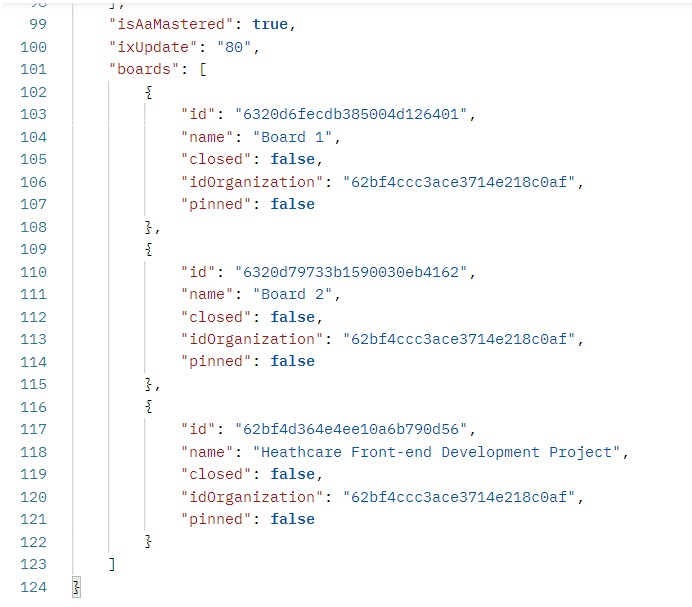 99 "isAaMastered": true,
100 "ixUpdate": "80",
101 "boards": [
102 {
103 "id": "6320d6fecdb385004d126401",
104 "name": "Board 1",
105 "closed": false,
106 "idOrganization": "62bf4ccc3ace3714e218c0af",
107 "pinned": false
108 },
109 {
110 "id": "6320d79733b1590030eb4162",
111 "name": "Board 2",
112 "closed": false,
113 "idOrganization": "62bf4ccc3ace3714e218c0af",
114 "pinned": false
115 },
116 {
117 "id": "62bf4d364e4ee10a6b790d56",
118 "name": "Heathcare Front-end Development Project",
119 "closed": false,
120 "idOrganization": "62bf4ccc3ace3714e218c0af",
121 "pinned": false
122 }
123 ]
124 }